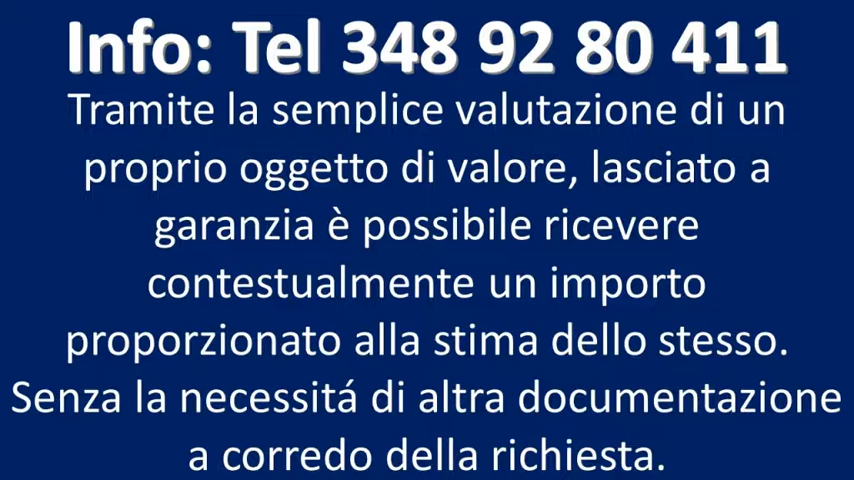 Info: Tel 348 92 80 411
Tramite la semplice valutazione di un
proprio oggetto di valore, lasciato a
garanzia è possibile ricevere
contestualmente un importo
proporzionato alla stima dello stesso.
Senza la necessitá di altra documentazione
a corredo della richiesta.